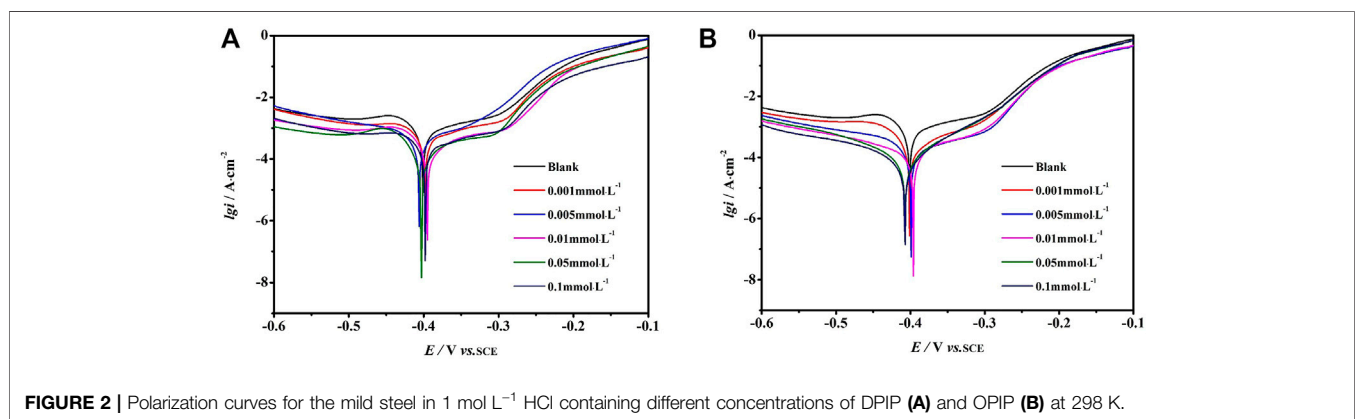 A
0
-2
-4
-6
-8
lgi / A·cm⁻²
Blank
0.001mmol·L⁻¹
0.005mmol·L⁻¹
0.01mmol·L⁻¹
0.05mmol·L⁻¹
0.1mmol·L⁻¹
-0.6 -0.5 -0.4 -0.3 -0.2 -0.1
E / V vs.SCE
B
0
-2
-4
-6
-8
lgi / A·cm⁻²
Blank
0.001mmol·L⁻¹
0.005mmol·L⁻¹
0.01mmol·L⁻¹
0.05mmol·L⁻¹
0.1mmol·L⁻¹
-0.6 -0.5 -0.4 -0.3 -0.2 -0.1
E / V vs.SCE
FIGURE 2 | Polarization curves for the mild steel in 1 mol L⁻¹ HCl containing different concentrations of DPIP (A) and OPIP (B) at 298 K.